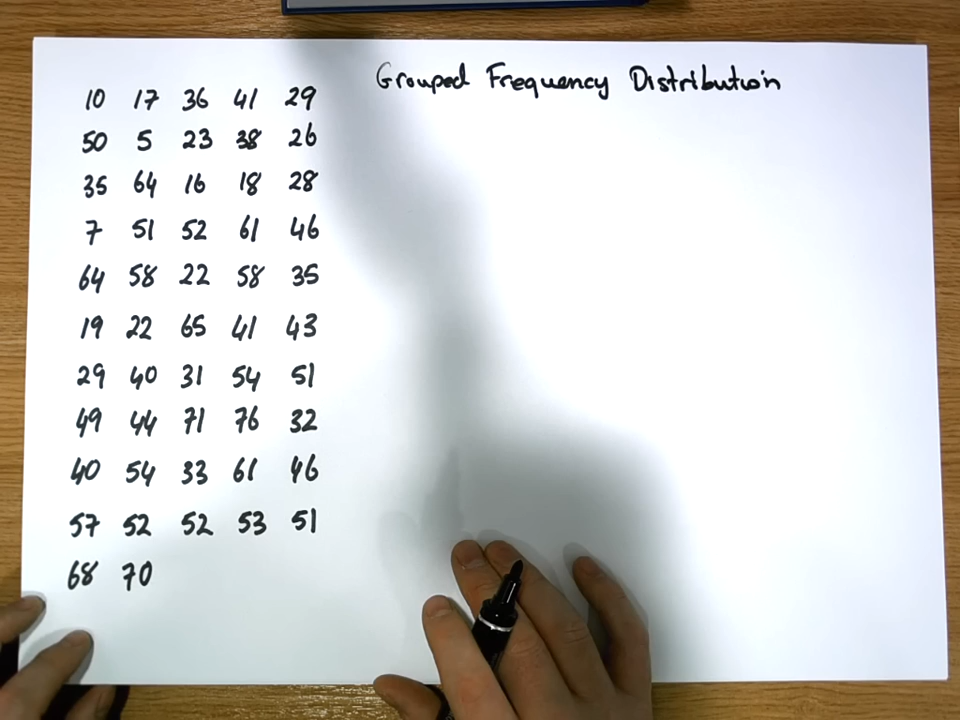 Grouped Frequency Distribution
10 17 36 41 29
50 5 23 38 26
35 64 16 18 28
7 51 52 61 46
64 58 22 58 35
19 22 65 41 43
29 40 31 54 51
49 44 71 76 32
40 54 33 61 46
57 52 52 53 51
68 70